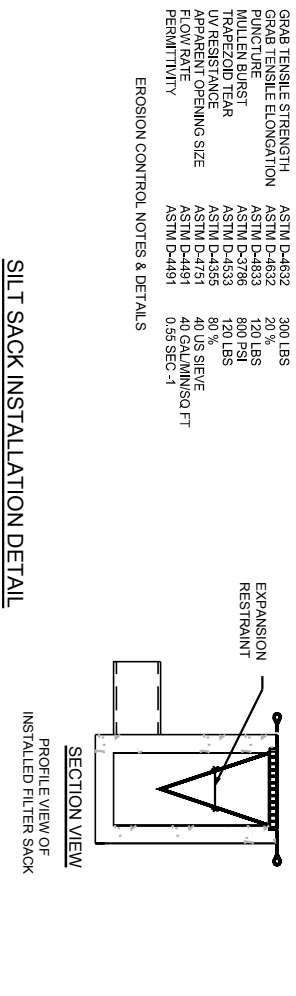 GRAB TENSILE STRENGTH ASTM D-4632 300 LBS
GRAB TENSILE ELONGATION ASTM D-4632 20 %
PUNCTURE ASTM D-4833 120 LBS
MULLEN BURST ASTM D-3786 800 PSI
TRAPEZOID TEAR ASTM D-4533 120 LBS
UV RESISTANCE ASTM D-4355 80 %
APPARENT OPENING SIZE ASTM D-4751 40 US SIEVE
FLOW RATE ASTM D-4491 40 GAL/MIN/SQ FT
PERMITTIVITY ASTM D-4491 0.55 SEC -1
EROSION CONTROL NOTES & DETAILS
EXPANSION
RESTRAINT
SECTION VIEW
PROFILE VIEW OF
INSTALLED FILTER SACK
SILT SACK INSTALLATION DETAIL